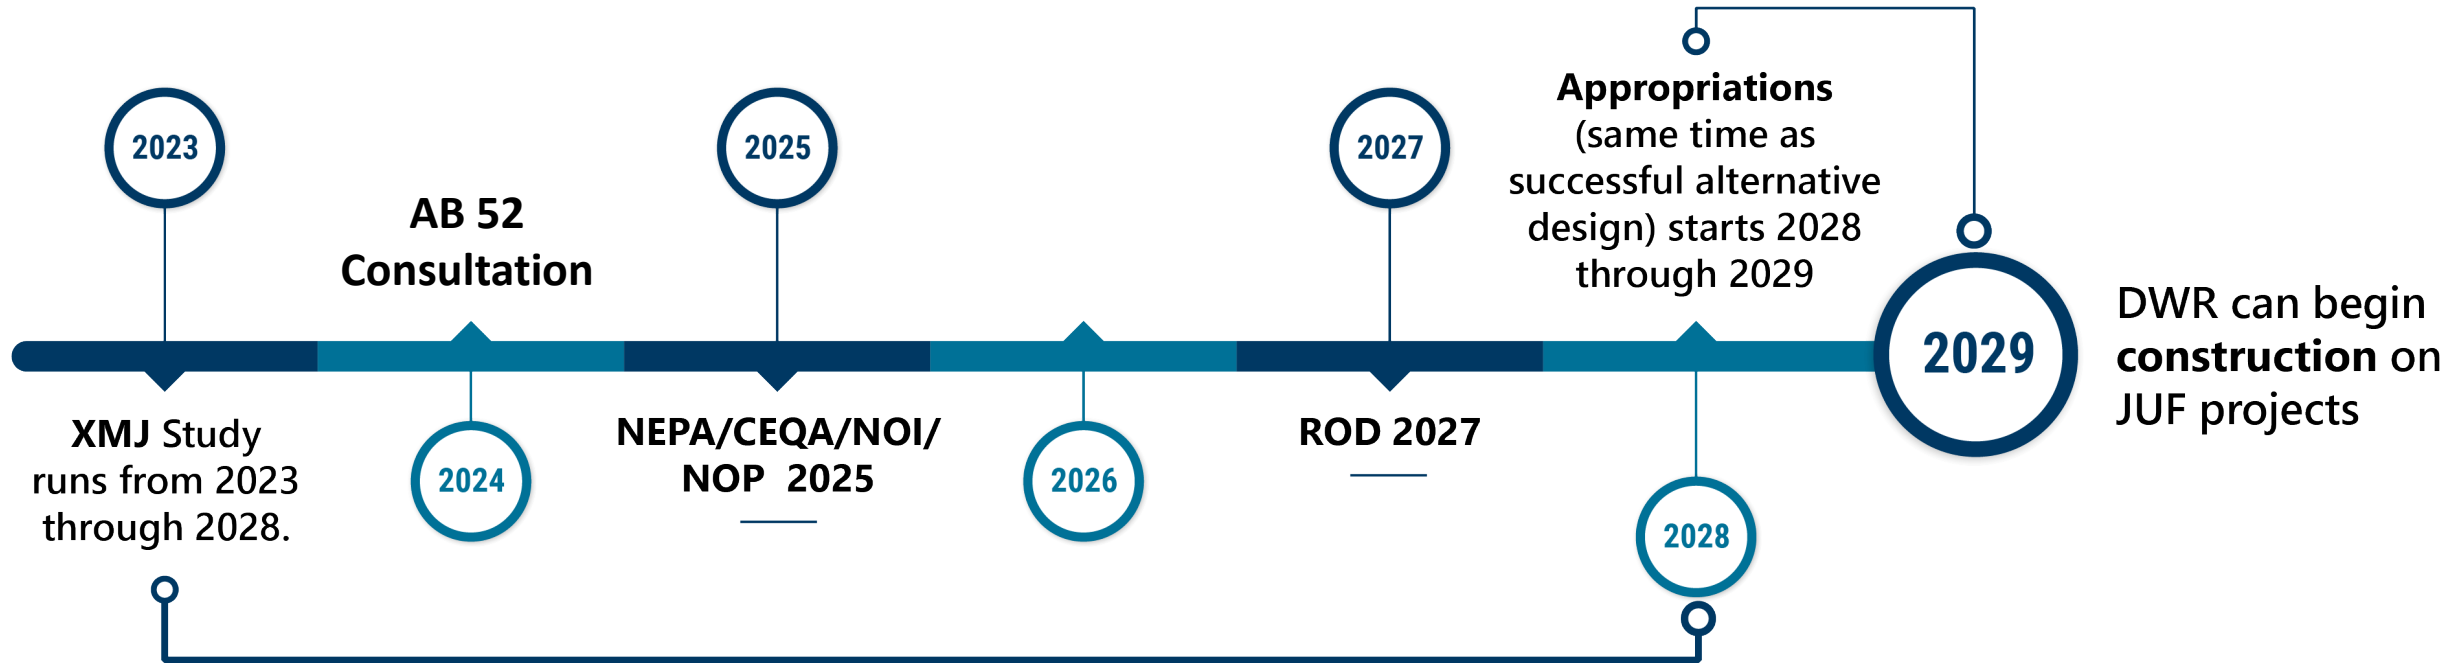 2023
XMJ Study
runs from 2023
through 2028.
AB 52
Consultation
2024
2025
NEPA/CEQA/NOI/
NOP 2025
2026
2027
ROD 2027
Appropriations
(same time as
successful alternative
design) starts 2028
through 2029
2028
2029
DWR can begin
construction on
JUF projects